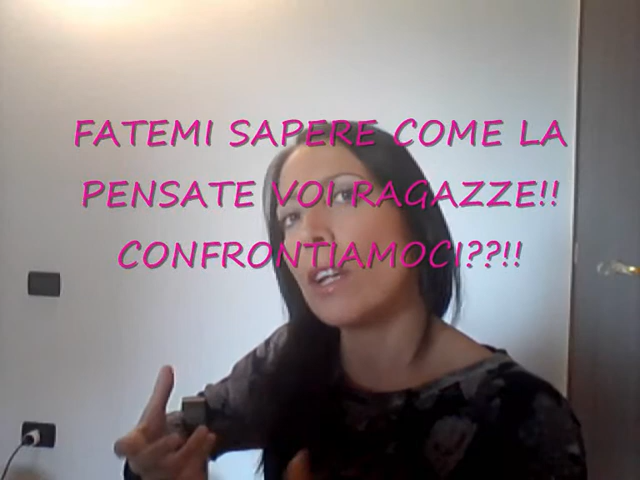 FATEMI SAPERE COME LA
PENSATE VOI RAGAZZE!!
CONFRONTIAMOCI??!!